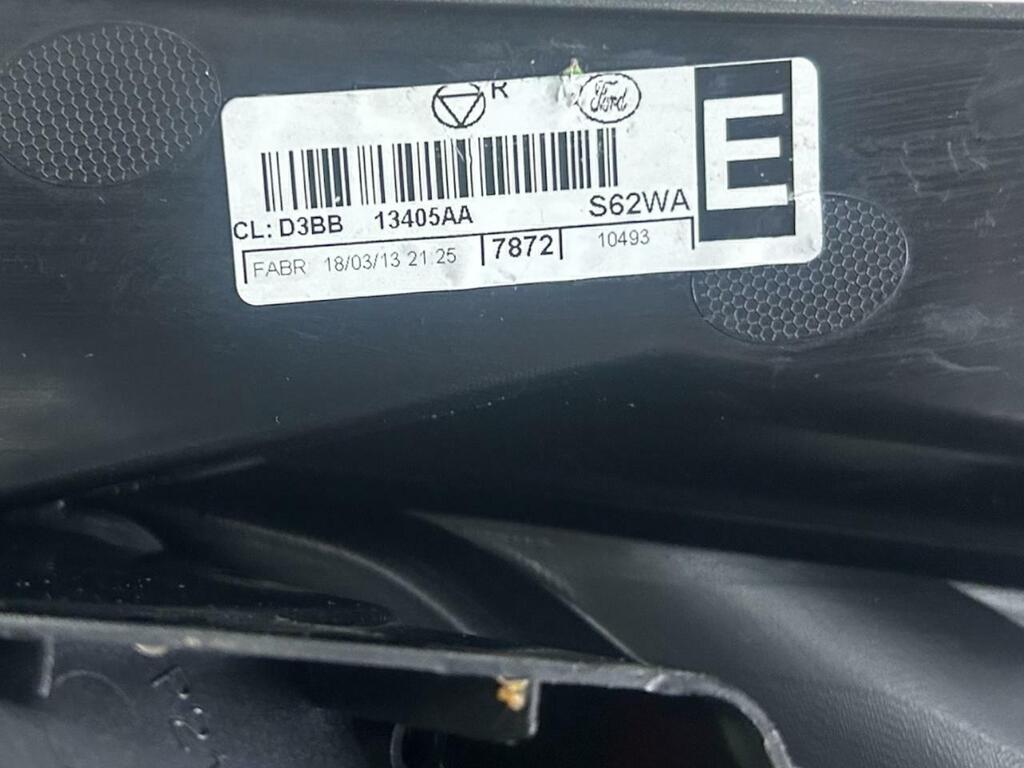 R Ford
E
CL: D3BB 13405AA S62WA
FABR 18/03/13 21.25 7872 10493